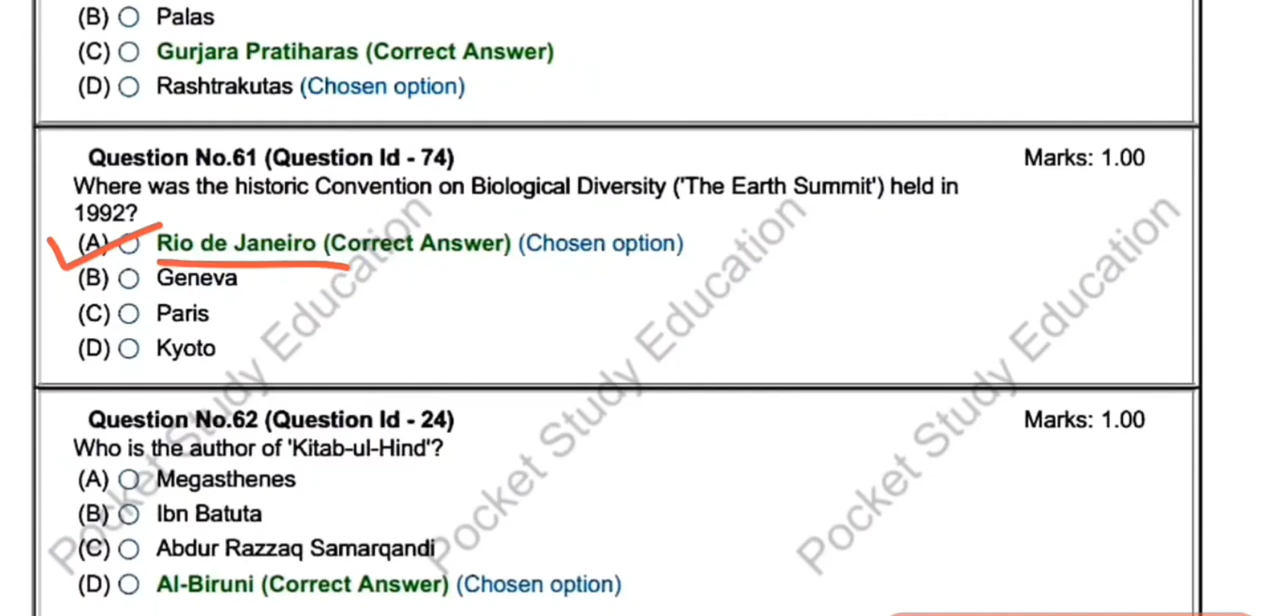 (B) Palas
(C) Gurjara Pratiharas (Correct Answer)
(D) Rashtrakutas (Chosen option)
Question No.61 (Question Id - 74) Marks: 1.00
Where was the historic Convention on Biological Diversity ('The Earth Summit') held in
1992?
(A) Rio de Janeiro (Correct Answer) (Chosen option)
(B) Geneva
(C) Paris
(D) Kyoto
Question No.62 (Question Id - 24) Marks: 1.00
Who is the author of 'Kitab-ul-Hind'?
(A) Megasthenes
(B) Ibn Batuta
(C) Abdur Razzaq Samarqandi
(D) Al-Biruni (Correct Answer) (Chosen option)
Pocket Study Education
Pocket Study Education
Pocket Study Education